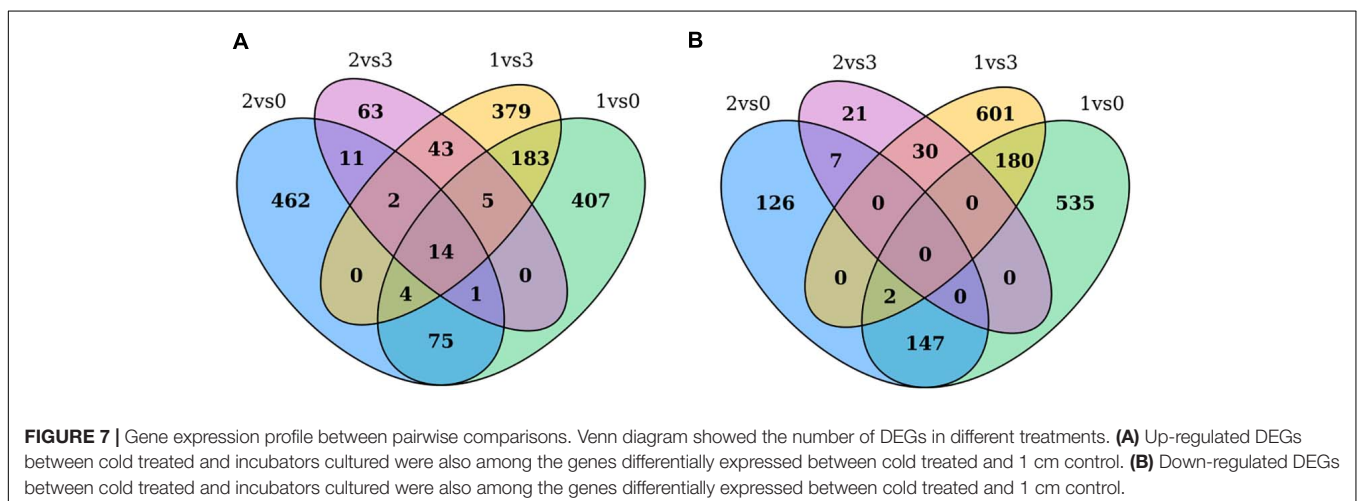 A
B
2vs3
1vs3
2vs0
1vs0
63
379
11
43
183
462
2
5
407
14
0
0
4
1
75
2vs3
1vs3
2vs0
1vs0
21
601
7
30
180
126
0
0
535
0
0
0
2
0
147
FIGURE 7 | Gene expression profile between pairwise comparisons. Venn diagram showed the number of DEGs in different treatments. (A) Up-regulated DEGs
between cold treated and incubators cultured were also among the genes differentially expressed between cold treated and 1 cm control. (B) Down-regulated DEGs
between cold treated and incubators cultured were also among the genes differentially expressed between cold treated and 1 cm control.